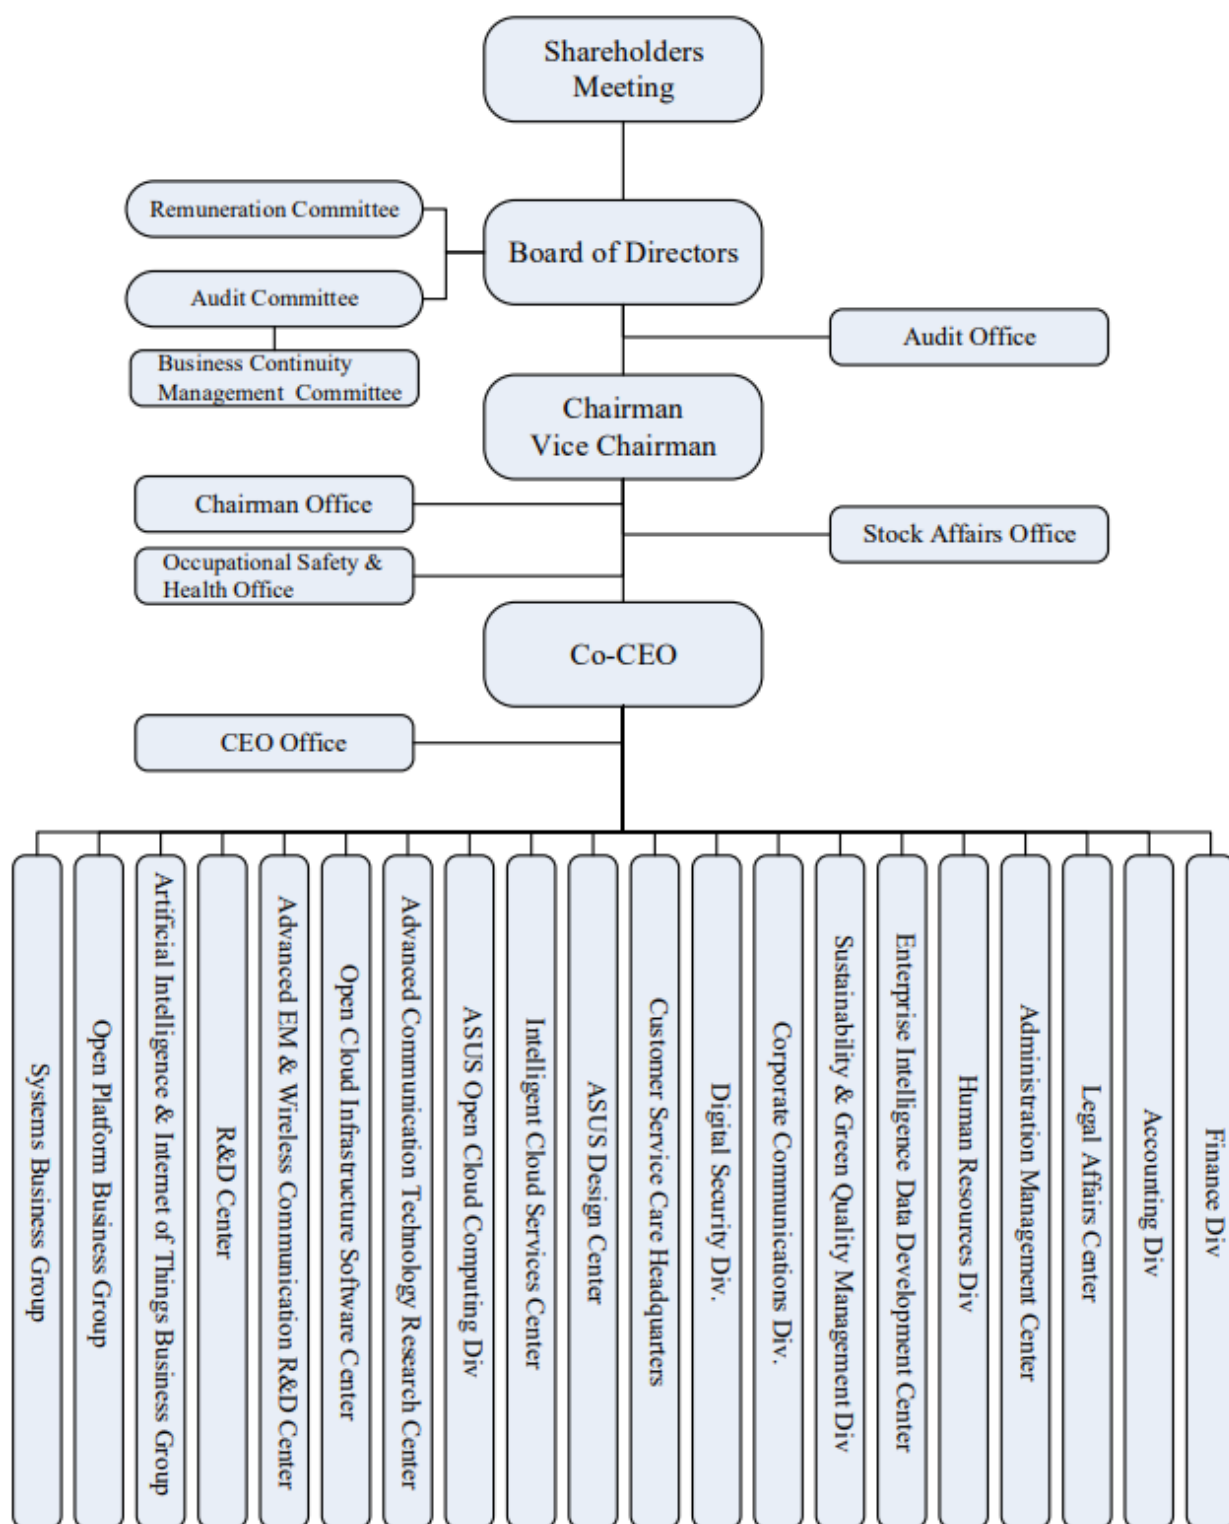 Shareholders
Meeting
Remuneration Committee
Board of Directors
Audit Committee
Audit Office
Business Continuity
Management Committee
Chairman
Vice Chairman
Chairman Office
Stock Affairs Office
Occupational Safety &
Health Office
Co-CEO
CEO Office
Systems Business Group
Open Platform Business Group
Artificial Intelligence & Internet of Things Business Group
R&D Center
Advanced EM & Wireless Communication R&D Center
Open Cloud Infrastructure Software Center
Advanced Communication Technology Research Center
ASUS Open Cloud Computing Div
Intelligent Cloud Services Center
ASUS Design Center
Customer Service Care Headquarters
Digital Security Div.
Corporate Communications Div.
Sustainability & Green Quality Management Div
Enterprise Intelligence Data Development Center
Human Resources Div
Administration Management Center
Legal Affairs Center
Accounting Div
Finance Div